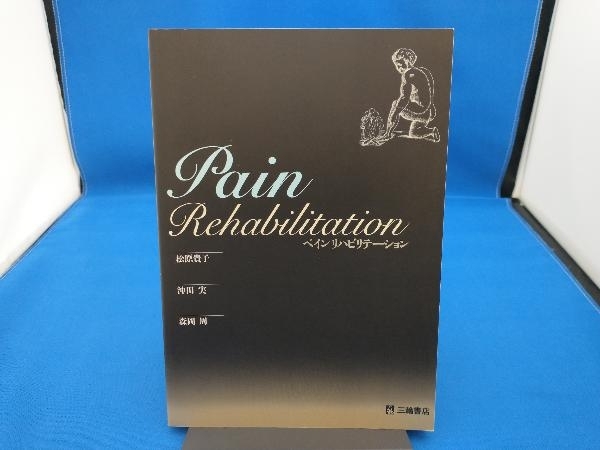 Pain
Rehabilitation
ペインリハビリテーション
松原貴子
沖田 実
森岡 周
三輪書店